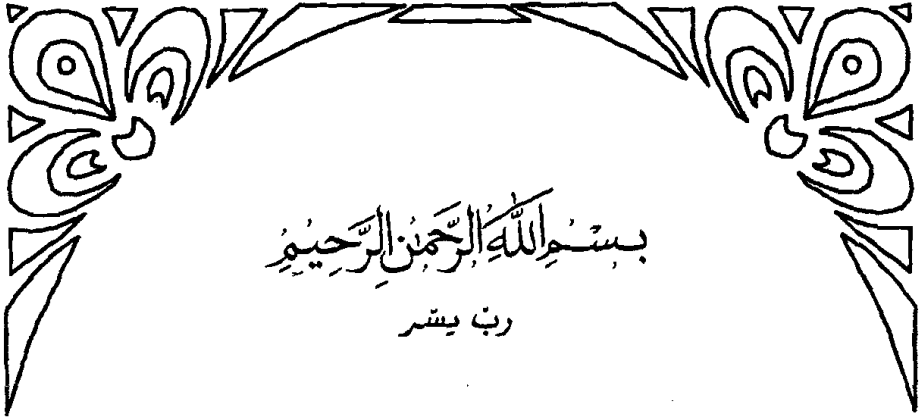 بِسْمِ اللَّهِ الرَّحْمٰنِ الرَّحِيمِ
ربّ يسّر